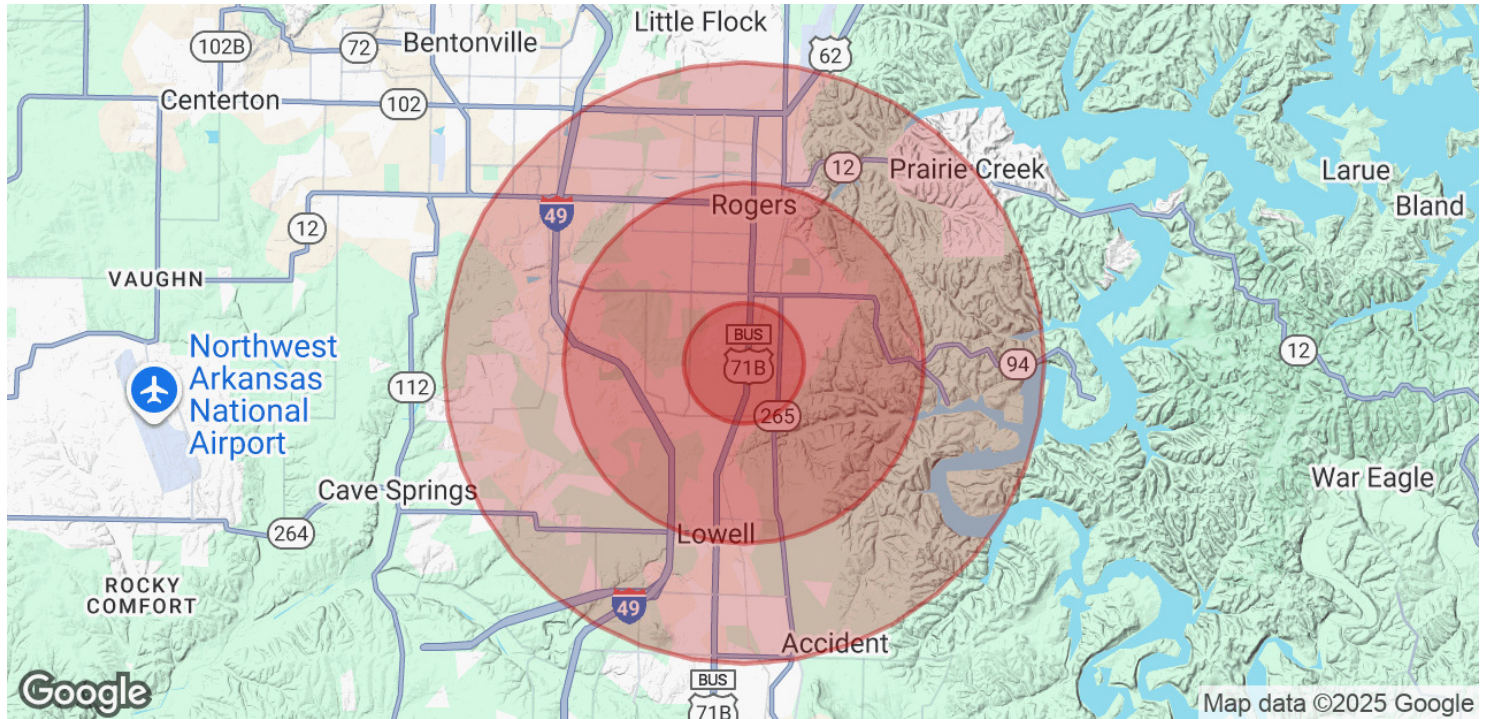 Little Flock
102B
72
Bentonville
62
Centerton
102
12
Prairie Creek
Larue
Rogers
Bland
49
12
VAUGHN
BUS
71B
Northwest
Arkansas
National
Airport
112
94
12
265
Cave Springs
War Eagle
264
Lowell
ROCKY
COMFORT
49
Accident
BUS
71B
Google
Map data ©2025 Google